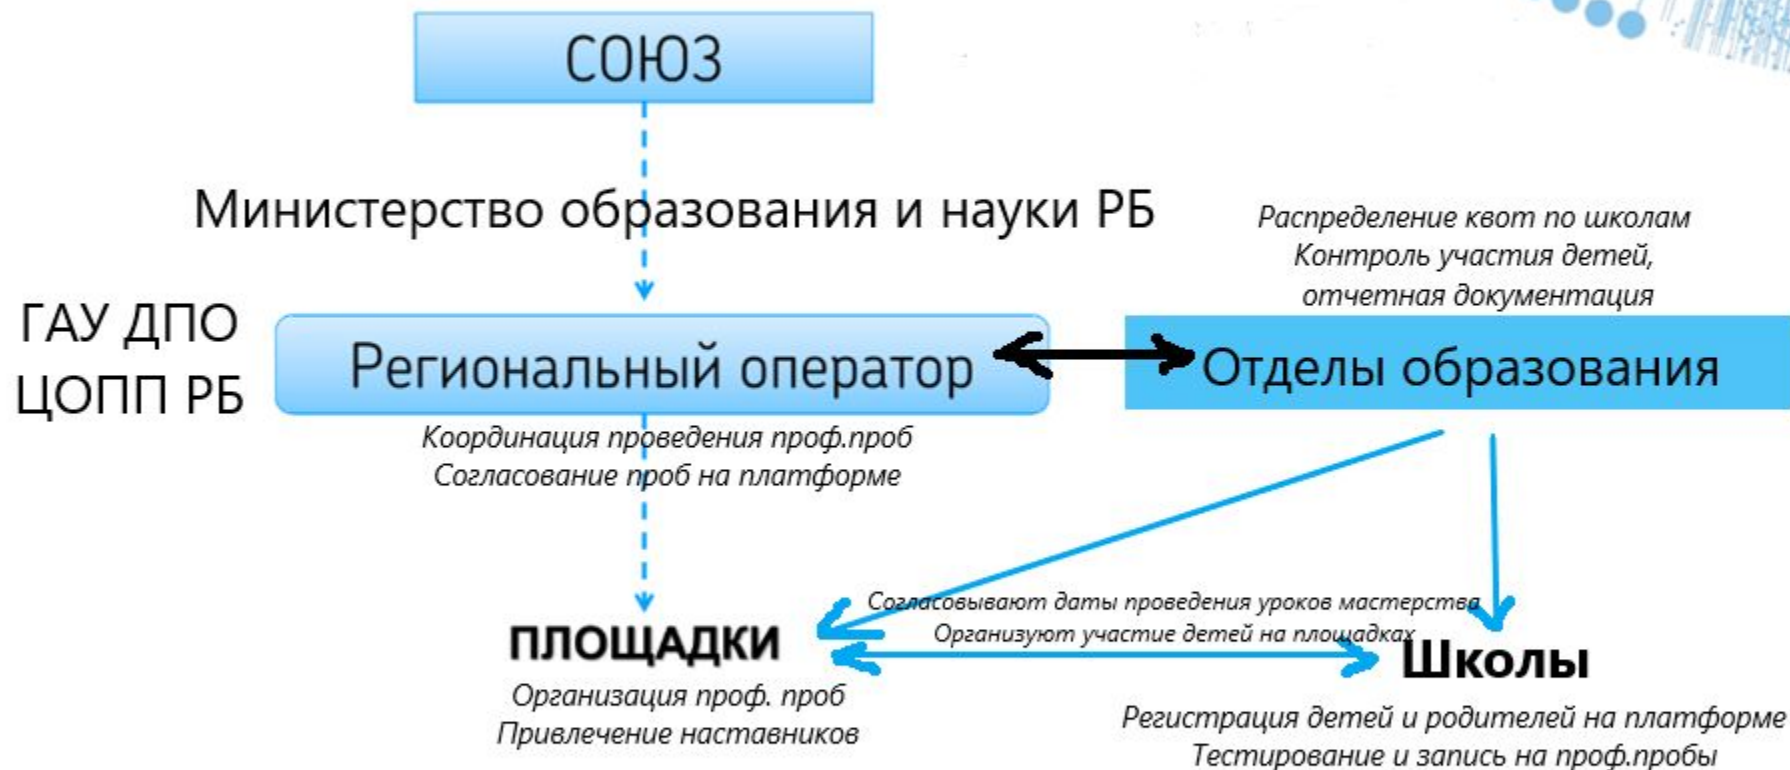 СОЮЗ
Министерство образования и науки РБ
Распределение квот по школам
Контроль участия детей,
отчетная документация
ГАУ ДПО
ЦОПП РБ
Региональный оператор
Отделы образования
Координация проведения проф.проб
Согласование проб на платформе
Согласовывают даты проведения уроков мастерства
Организуют участие детей на площадках
ПЛОЩАДКИ
Организация проф. проб
Привлечение наставников
Школы
Регистрация детей и родителей на платформе
Тестирование и запись на проф.пробы